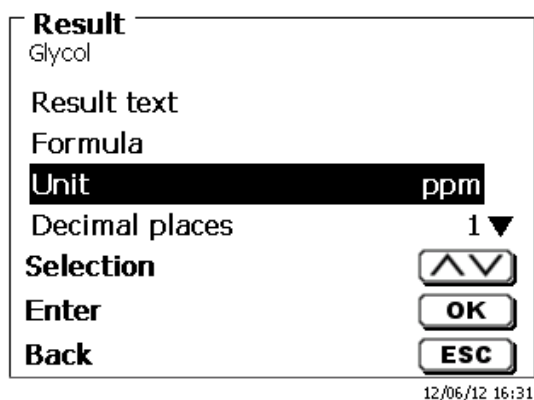 Result
Glycol
Result text
Formula
Unit ppm
Decimal places 1
Selection
Enter OK
Back ESC
12/06/12 16:31